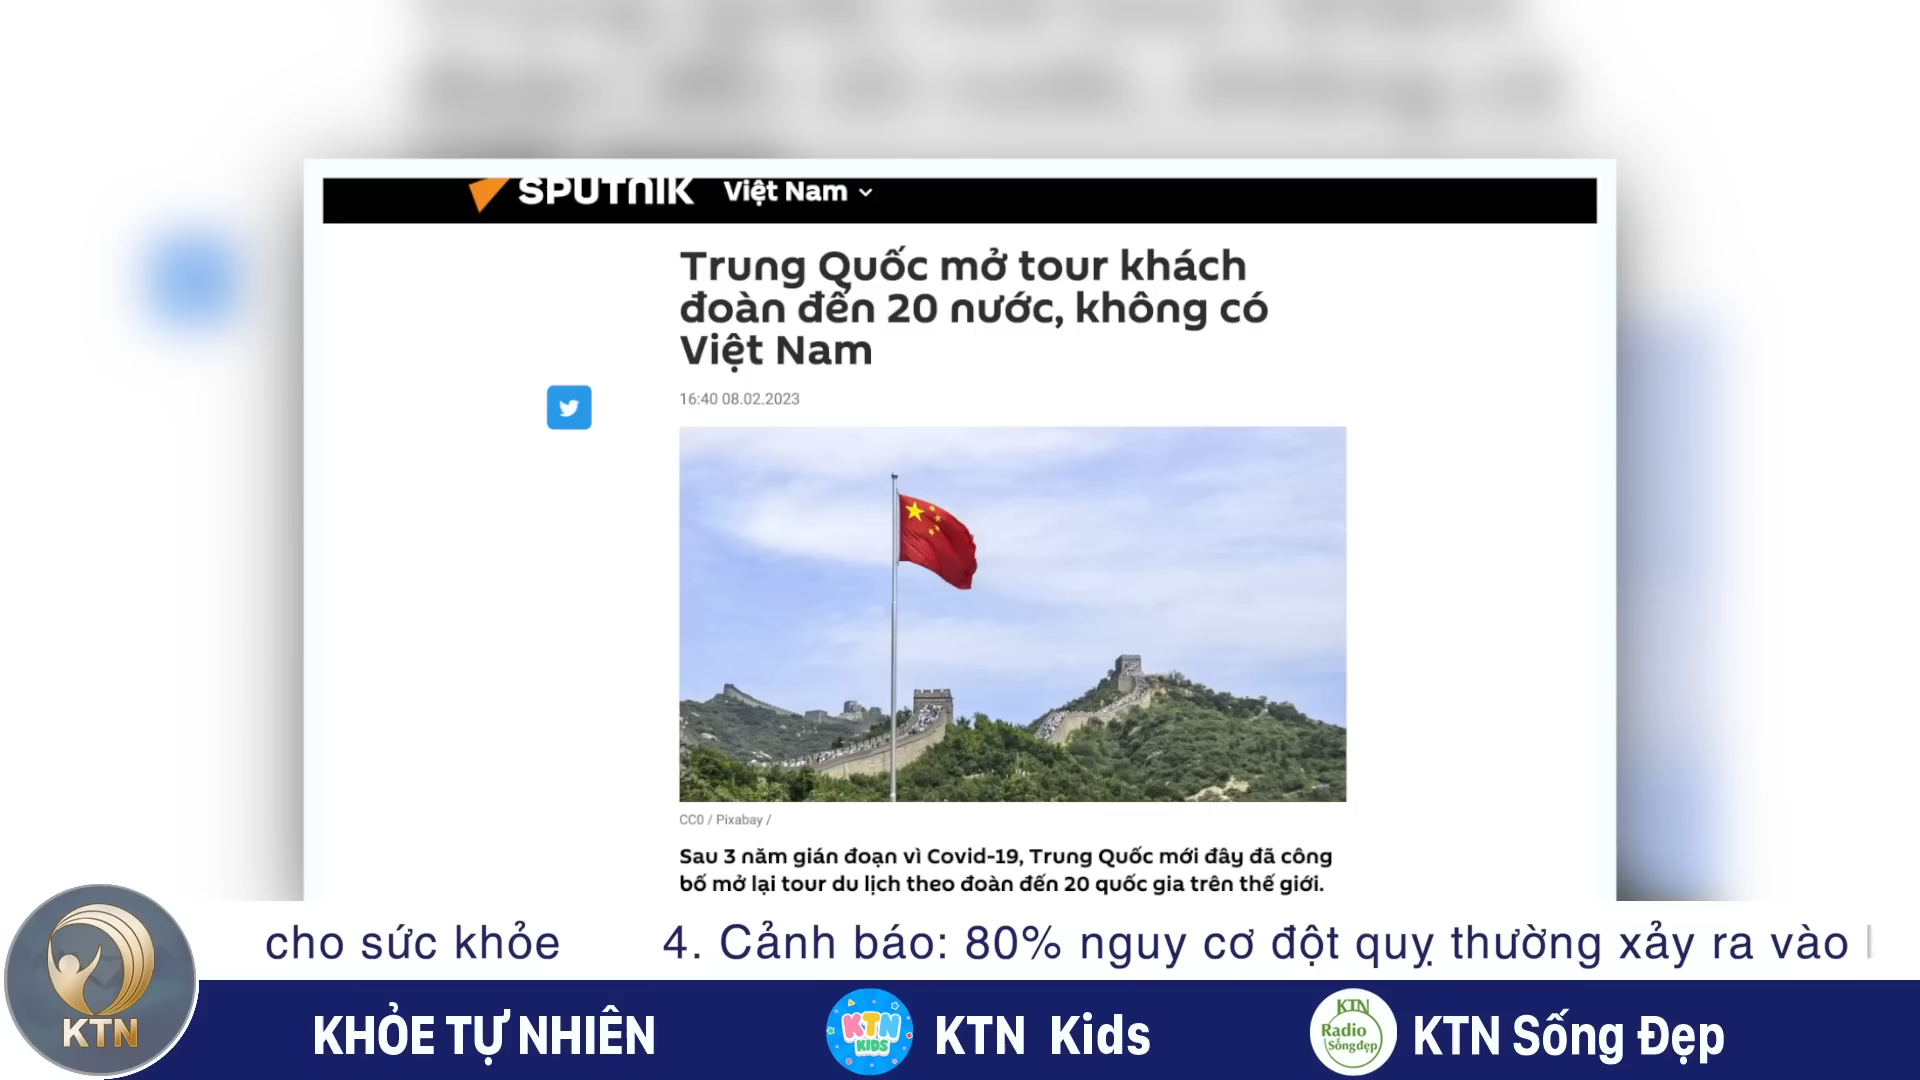 SPUTNIK Việt Nam
Trung Quốc mở tour khách
đoàn đến 20 nước, không có
Việt Nam
16:40 08.02.2023
CC0 / Pixabay /
Sau 3 năm gián đoạn vì Covid-19, Trung Quốc mới đây đã công
bố mở lại tour du lịch theo đoàn đến 20 quốc gia trên thế giới.
cho sức khỏe 4. Cảnh báo: 80% nguy cơ đột quỵ thường xảy ra vào
KTN
KHỎE TỰ NHIÊN
KTN KIDS
KTN Kids
KTN
Radio
Sống đẹp
KTN Sống Đẹp